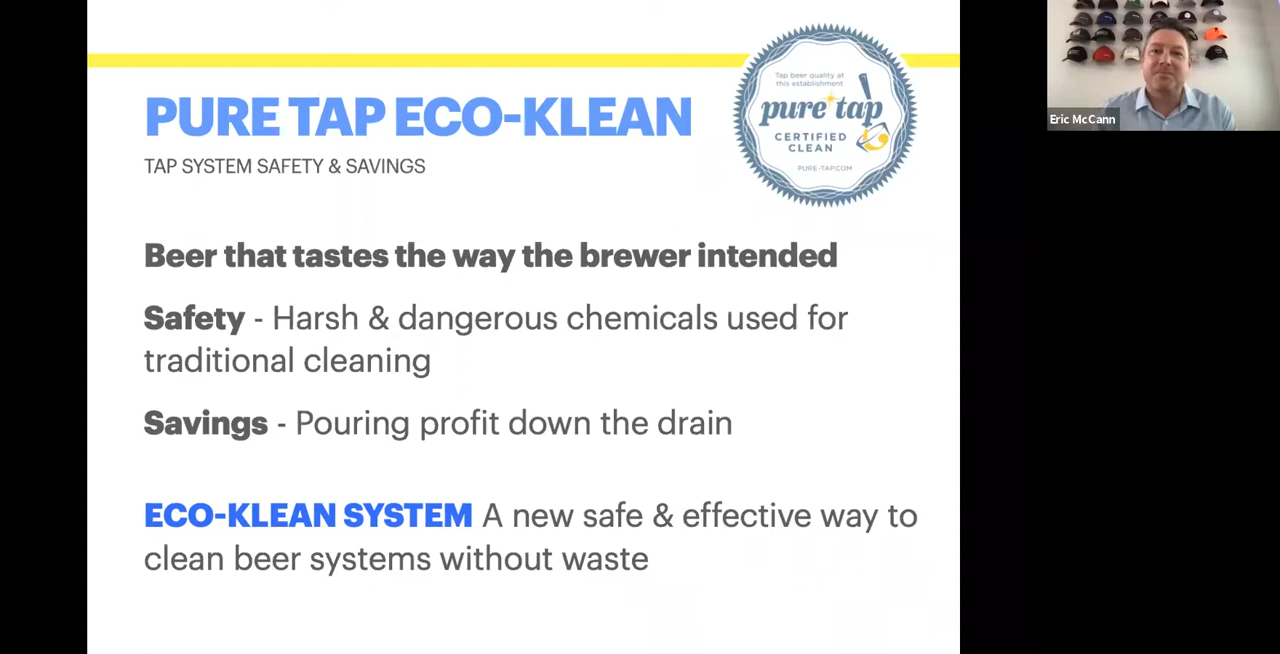 PURE TAP ECO-KLEAN
TAP SYSTEM SAFETY & SAVINGS
Tap beer quality at
this establishment
pure tap
CERTIFIED
CLEAN
PURE-TAP.COM
Eric McCann
Beer that tastes the way the brewer intended
Safety - Harsh & dangerous chemicals used for
traditional cleaning
Savings - Pouring profit down the drain
ECO-KLEAN SYSTEM A new safe & effective way to
clean beer systems without waste